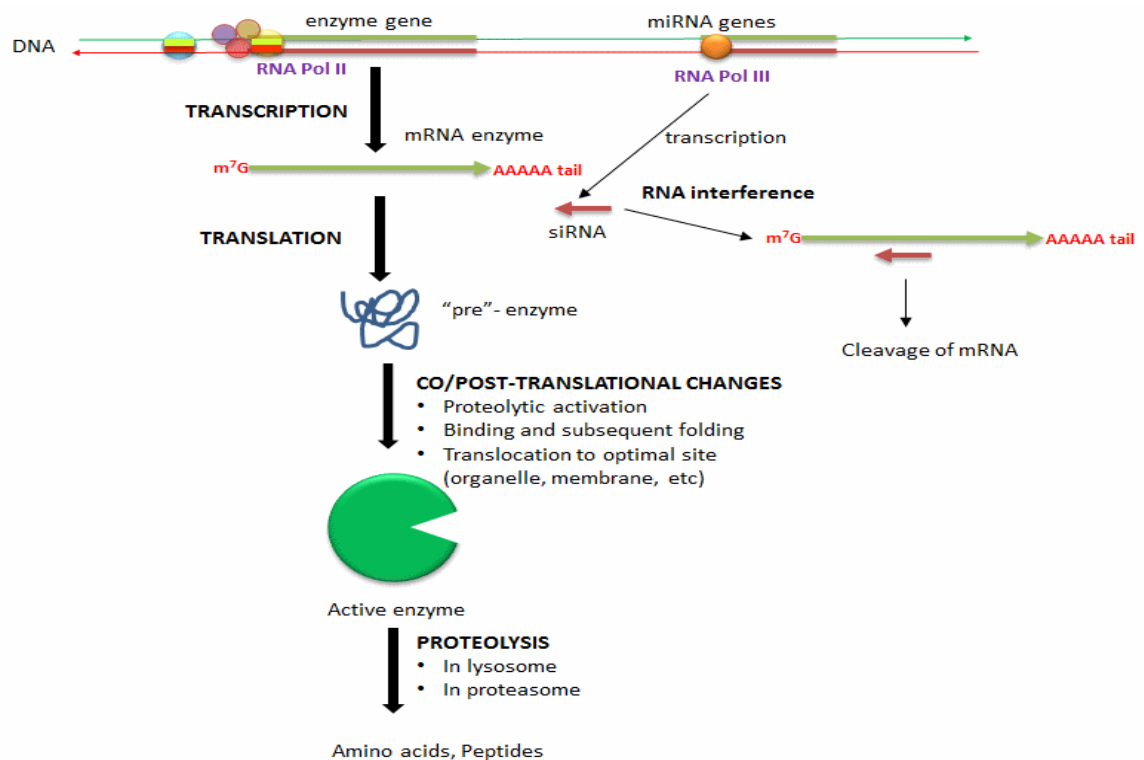 enzyme gene
miRNA genes
DNA
RNA Pol II
RNA Pol III
TRANSCRIPTION
mRNA enzyme
transcription
m⁷G
AAAAA tail
RNA interference
siRNA
TRANSLATION
m⁷G
AAAAA tail
"pre"- enzyme
Cleavage of mRNA
CO/POST-TRANSLATIONAL CHANGES
• Proteolytic activation
• Binding and subsequent folding
• Translocation to optimal site
(organelle, membrane, etc)
Active enzyme
PROTEOLYSIS
• In lysosome
• In proteasome
Amino acids, Peptides